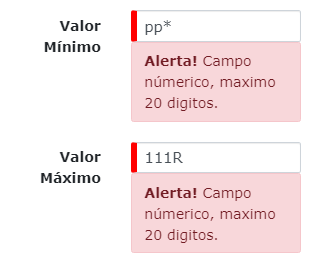 Valor pp*
Mínimo
Alerta! Campo
númerico, maximo
20 digitos.
Valor 111R
Máximo
Alerta! Campo
númerico, maximo
20 digitos.